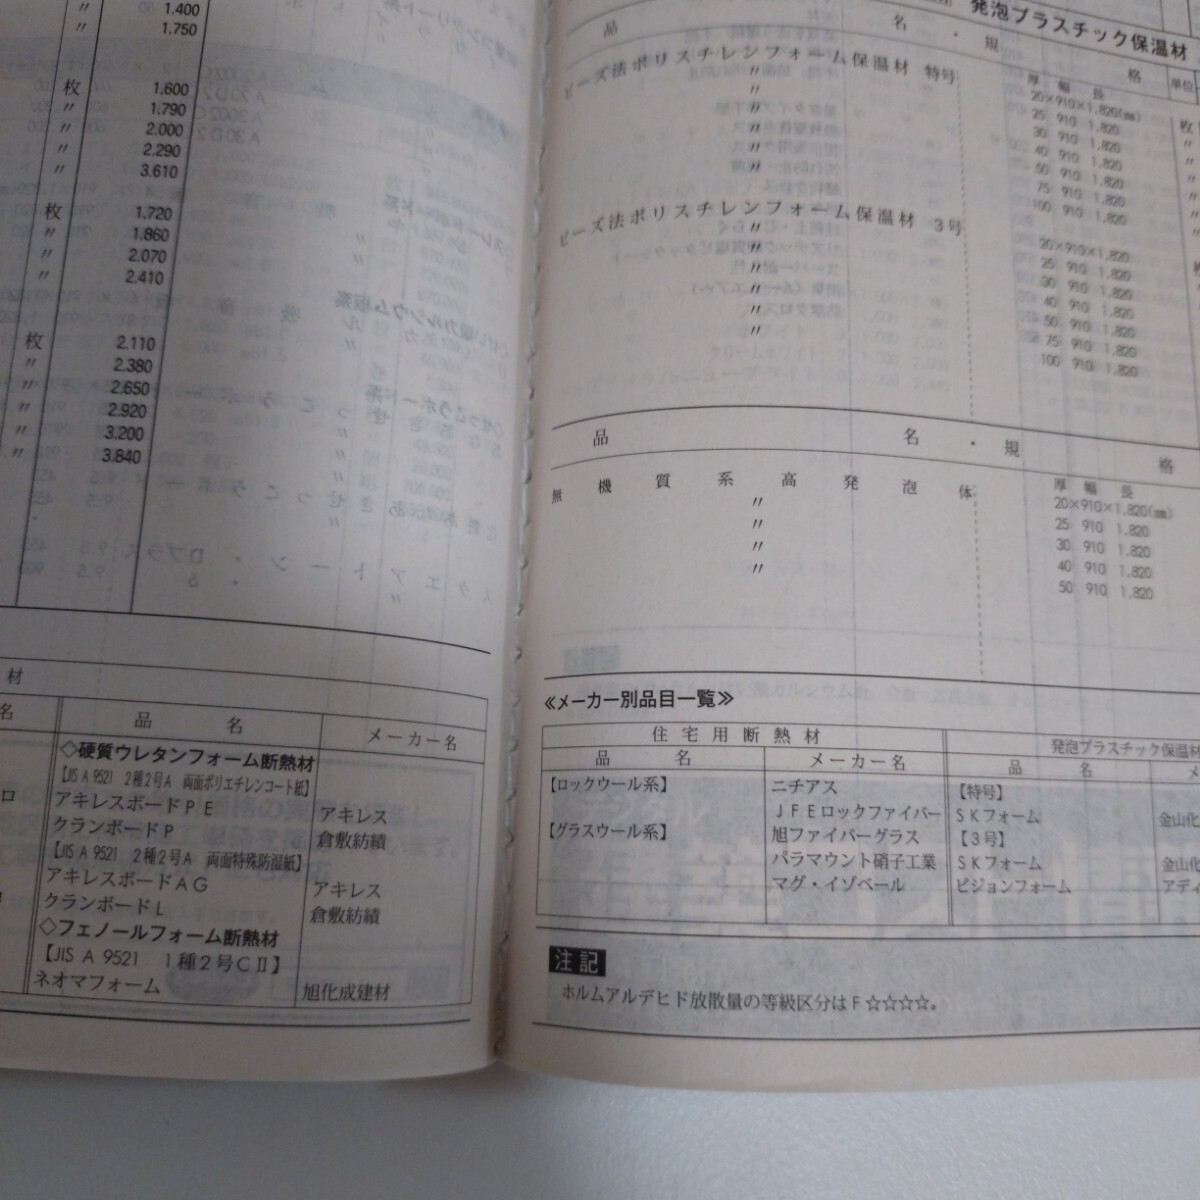 〃 1.400
〃 1.750
枚 1.600
〃 1.790
〃 2.000
〃 2.290
〃 3.610
枚 1.720
〃 1.860
〃 2.070
〃 2.410
枚 2.110
〃 2.380
〃 2.650
〃 2.920
〃 3.200
〃 3.840
材
名 品 名 メーカー名
◇硬質ウレタンフォーム断熱材
【JIS A 9521 2種2号A 両面ポリエチレンコート紙】
アキレスボードＰＥ アキレス
クランボードＰ 倉敷紡績
【JIS A 9521 2種2号A 両面特殊防湿紙】
アキレスボードＡＧ アキレス
クランボードＬ 倉敷紡績
◇フェノールフォーム断熱材
【JIS A 9521 1種2号CⅡ】
ネオマフォーム 旭化成建材
発泡プラスチック保温材
品 名 ・ 規 格 単位
厚 幅 長
ビーズ法ポリスチレンフォーム保温材 特号 20×910×1,820(㎜) 枚
〃 25 910 1,820 〃
〃 30 910 1,820 〃
〃 40 910 1,820 〃
〃 50 910 1,820
〃 75 910 1,820
〃 100 910 1,820
ビーズ法ポリスチレンフォーム保温材 3号 20×910×1,820
〃 25 910 1,820
〃 30 910 1,820
〃 40 910 1,820
〃 50 910 1,820
〃 75 910 1,820
〃 100 910 1,820
品 名 ・ 規 格
厚 幅 長
無機質系高発泡体 20×910×1,820(㎜)
〃 25 910 1,820
〃 30 910 1,820
〃 40 910 1,820
〃 50 910 1,820
≪メーカー別品目一覧≫
住宅用断熱材 発泡プラスチック保温材
品 名 メーカー名 品 名 メ
【ロックウール系】 ニチアス 【特号】
ＪＦＥロックファイバー ＳＫフォーム 金山化
【グラスウール系】 旭ファイバーグラス 【3号】
パラマウント硝子工業 ＳＫフォーム 金山化
マグ・イゾベール ピジョンフォーム アディ
注記
ホルムアルデヒド放散量の等級区分はＦ☆☆☆☆。